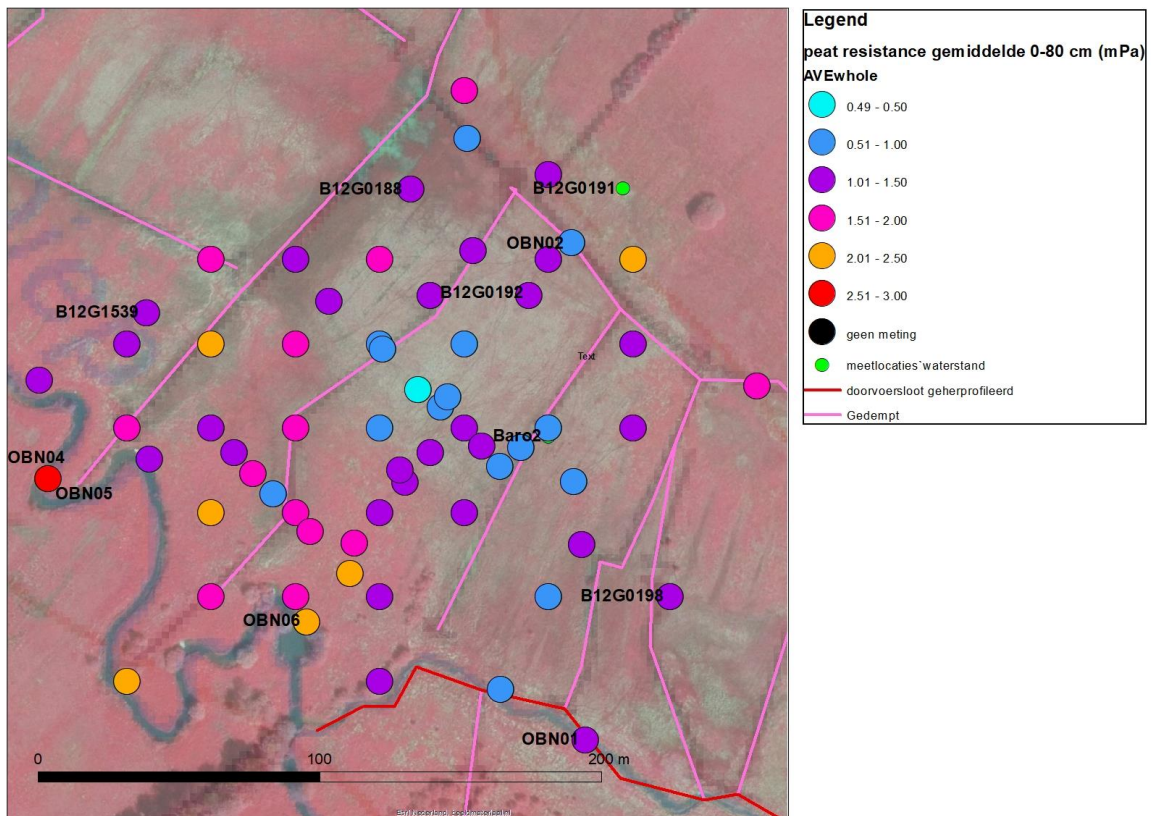 Legend
peat resistance gemiddelde 0-80 cm (mPa)
AVEwhole
0.49 - 0.50
0.51 - 1.00
1.01 - 1.50
1.51 - 2.00
2.01 - 2.50
2.51 - 3.00
geen meting
meetlocaties`waterstand
doorvoersloot geherprofileerd
Gedempt
B12G0188
B12G0191
OBN02
B12G0192
B12G1539
Text
Baro2
OBN04
OBN05
B12G0198
OBN06
OBN01
0
100
200 m
Esri Nederland,